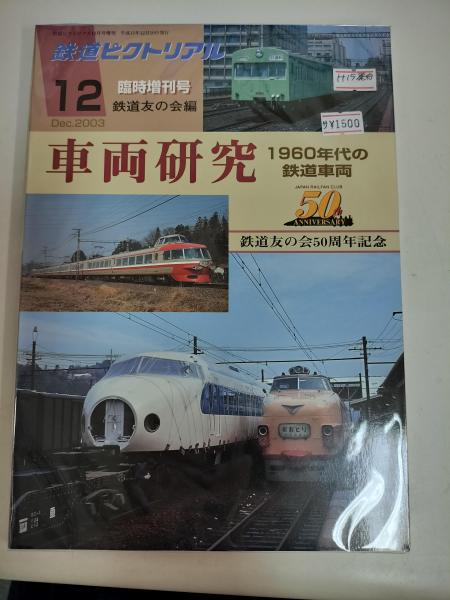 鉄道ピクトリアル
12
Dec.2003
臨時増刊号
鉄道友の会編
サ¥1500
車両研究
1960年代の
鉄道車両
JAPAN RAILFAN CLUB
50th
ANNIVERSARY
鉄道友の会50周年記念